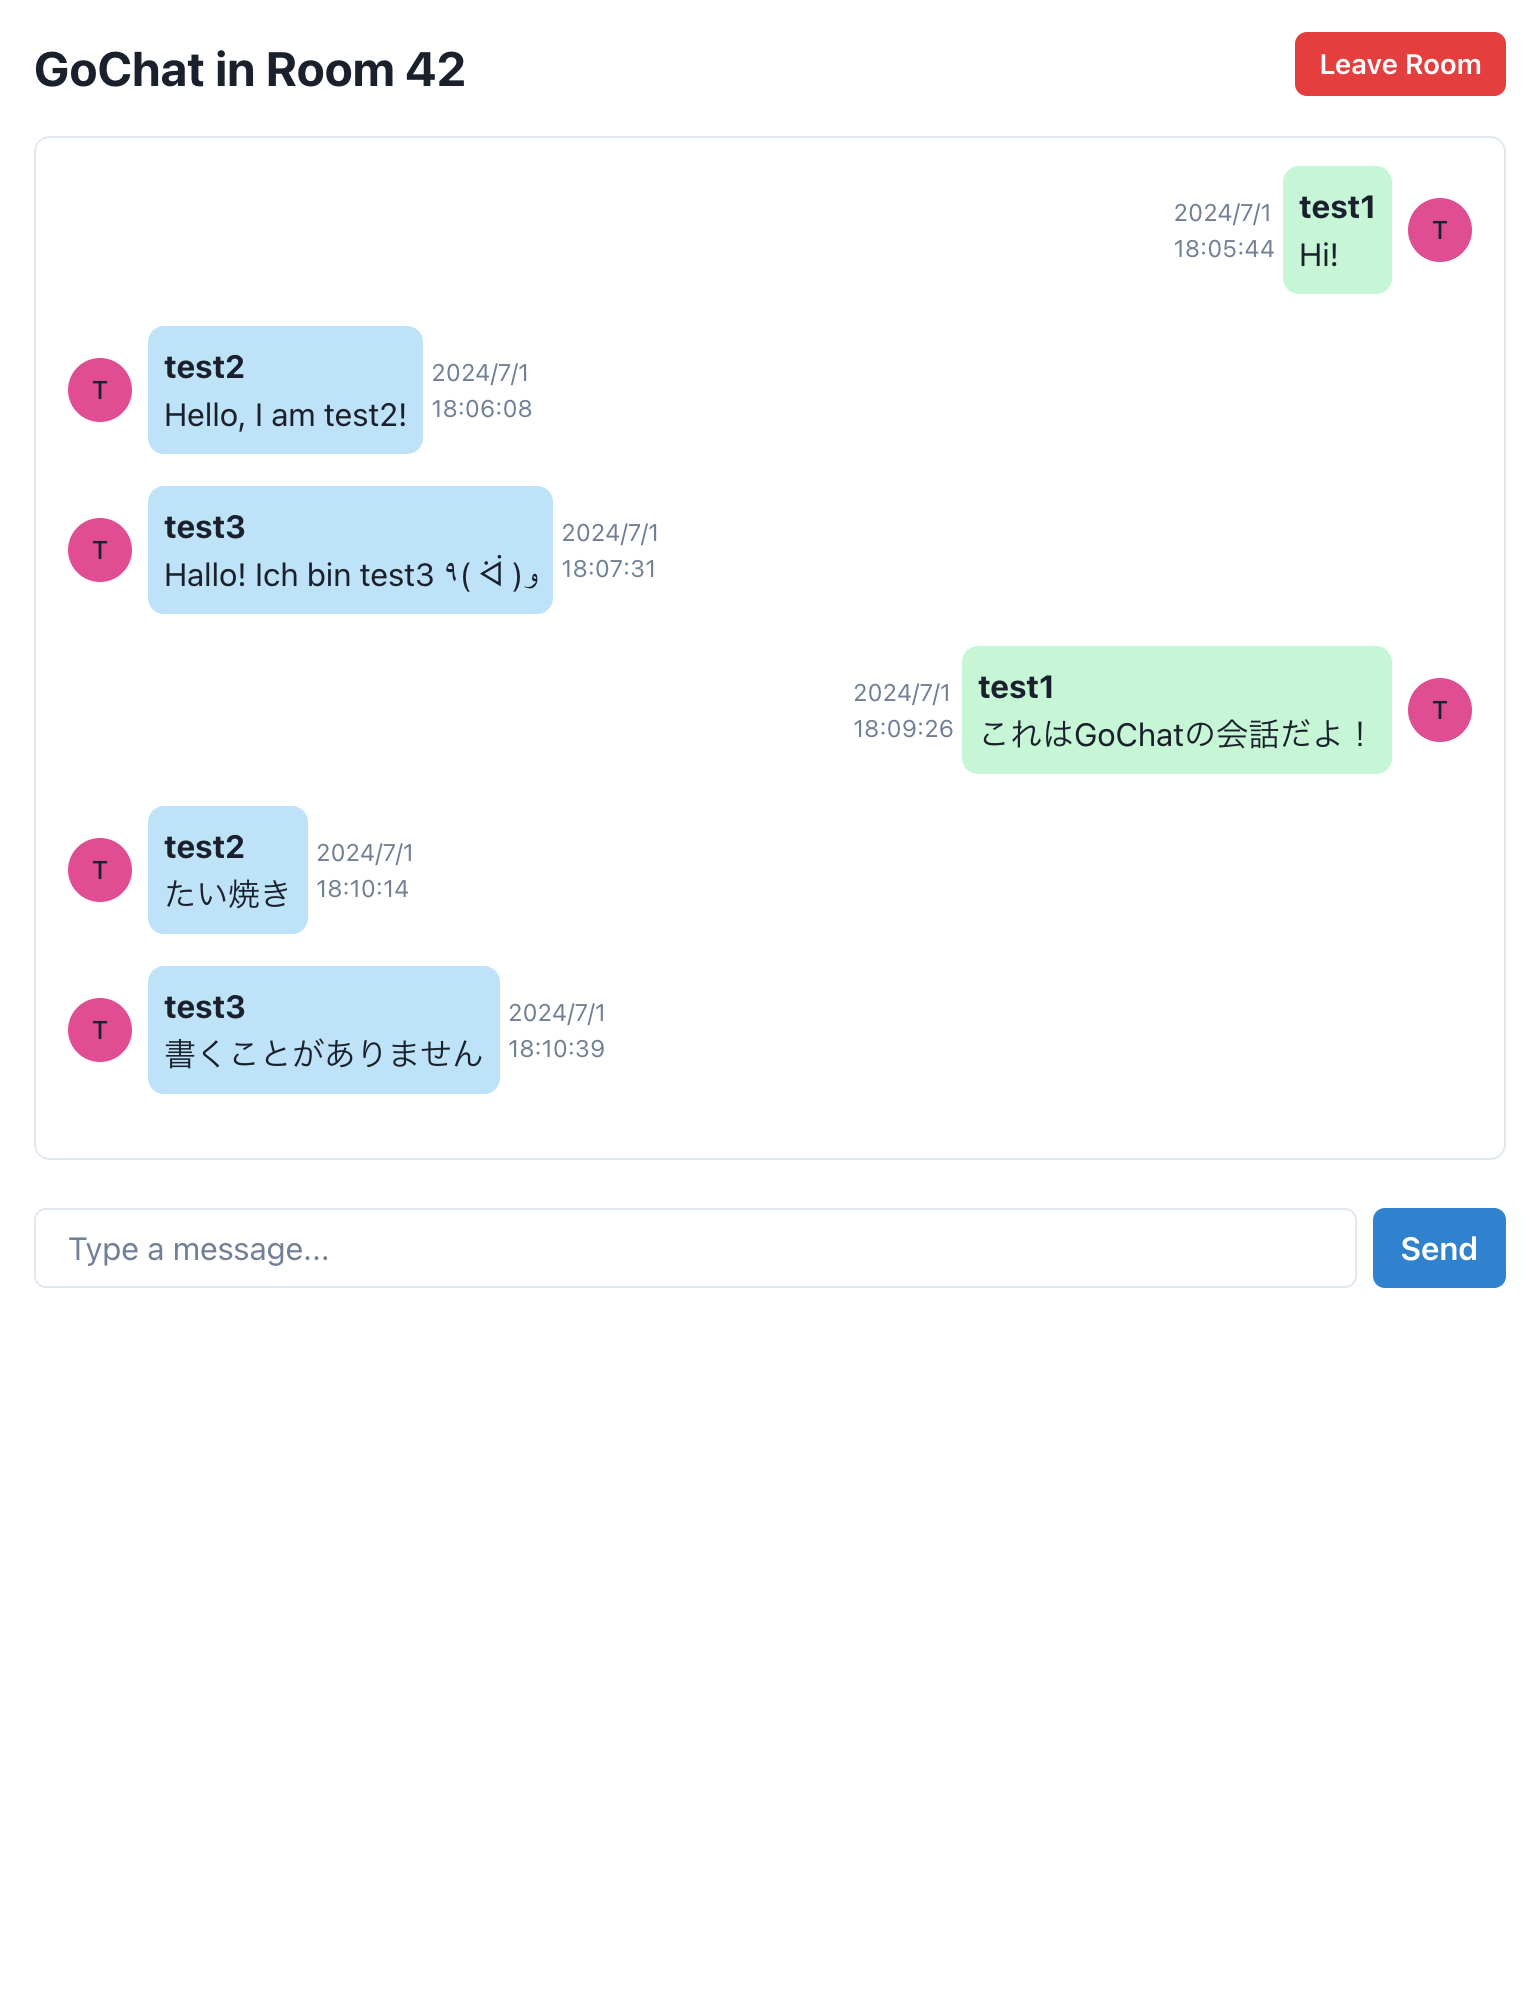 GoChat in Room 42
Leave Room
2024/7/1
18:05:44
test1
Hi!
T
T
test2
Hello, I am test2!
2024/7/1
18:06:08
T
test3
Hallo! Ich bin test3 ٩( ᐛ )و
2024/7/1
18:07:31
2024/7/1
18:09:26
test1
これはGoChatの会話だよ！
T
T
test2
たい焼き
2024/7/1
18:10:14
T
test3
書くことがありません
2024/7/1
18:10:39
Type a message...
Send